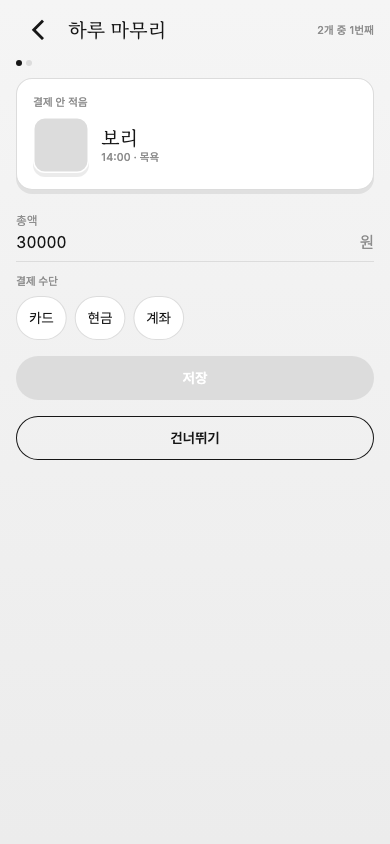 하루 마무리
2개 중 1번째
결제 안 적음
보리
14:00 · 목욕
총액
30000 원
결제 수단
카드 현금 계좌
저장
건너뛰기